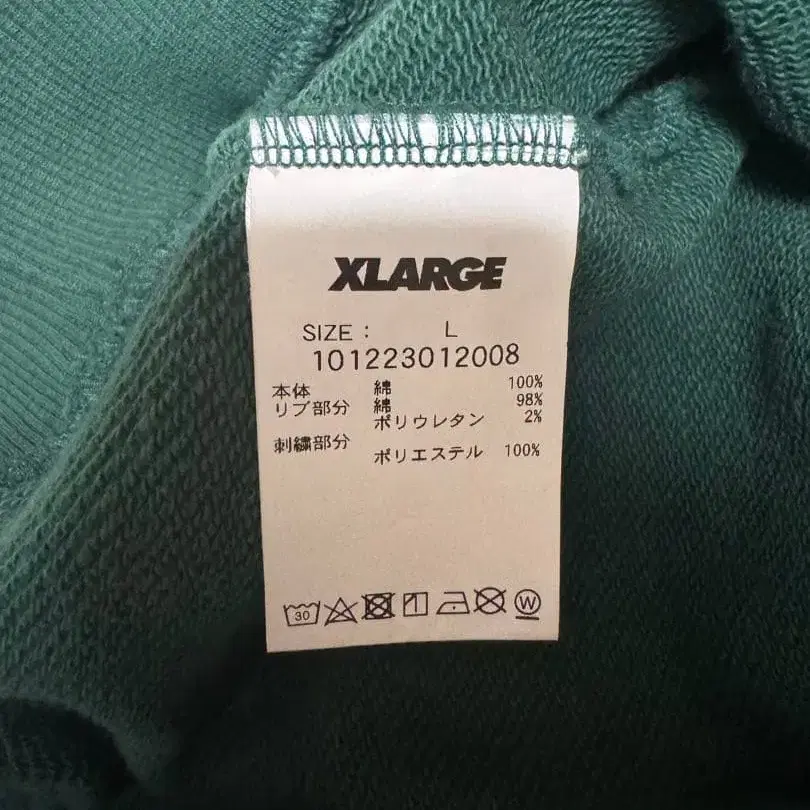 XLARGE
SIZE : L
101223012008
本体 綿 100%
リブ部分 綿 98%
ポリウレタン 2%
刺繍部分 ポリエステル 100%
30 W